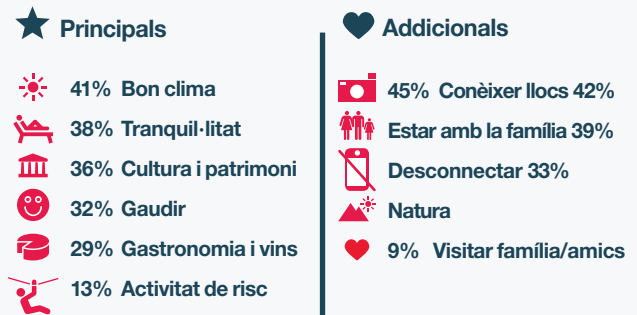 Principals
41% Bon clima
38% Tranquil·litat
36% Cultura i patrimoni
32% Gaudir
29% Gastronomia i vins
13% Activitat de risc
Addicionals
45% Conèixer llocs 42%
Estar amb la família 39%
Desconnectar 33%
Natura
9% Visitar família/amics